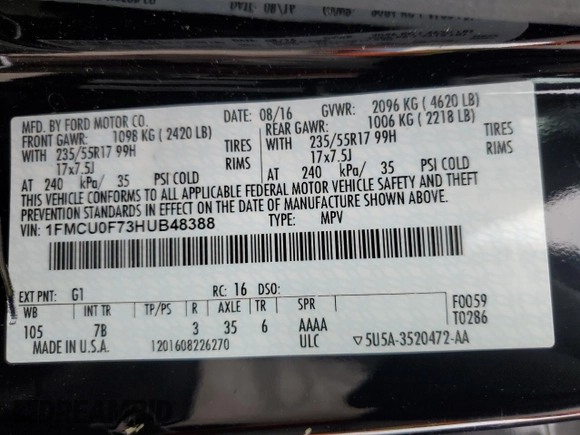 MFD. BY FORD MOTOR CO.
DATE: 08/16 GVWR: 2096 KG ( 4620 LB)
FRONT GAWR: 1098 KG ( 2420 LB) REAR GAWR: 1006 KG ( 2218 LB)
WITH 235/55R17 99H TIRES WITH 235/55R17 99H TIRES
17x7.5J RIMS 17x7.5J RIMS
AT 240 kPa/ 35 PSI COLD AT 240 kPa/ 35 PSI COLD
THIS VEHICLE CONFORMS TO ALL APPLICABLE FEDERAL MOTOR VEHICLE SAFETY AND THEFT
PREVENTION STANDARDS IN EFFECT ON THE DATE OF MANUFACTURE SHOWN ABOVE.
VIN: 1FMCU0F73HUB48388 TYPE: MPV
EXT PNT: G1 RC: 16 DSO:
WB INT TR TP/PS R AXLE TR SPR F0059
105 7B 3 35 6 AAAA T0286
MADE IN U.S.A. 1201608226270 ULC ▽5U5A-3520472-AA
DREAMBID